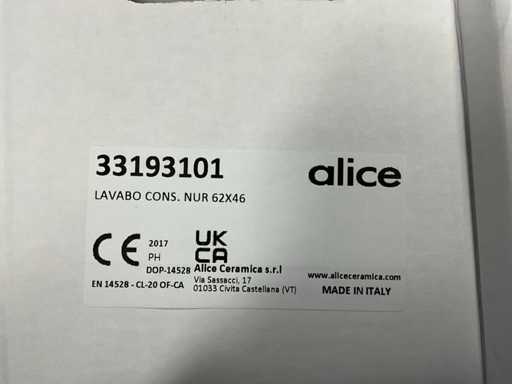 33193101
alice
LAVABO CONS. NUR 62X46
CE
2017
PH
DOP-14528
EN 14528 - CL-20 OF-CA
UK
CA
Alice Ceramica s.r.l
Via Sassacci, 17
01033 Civita Castellana (VT)
www.aliceceramica.com
MADE IN ITALY